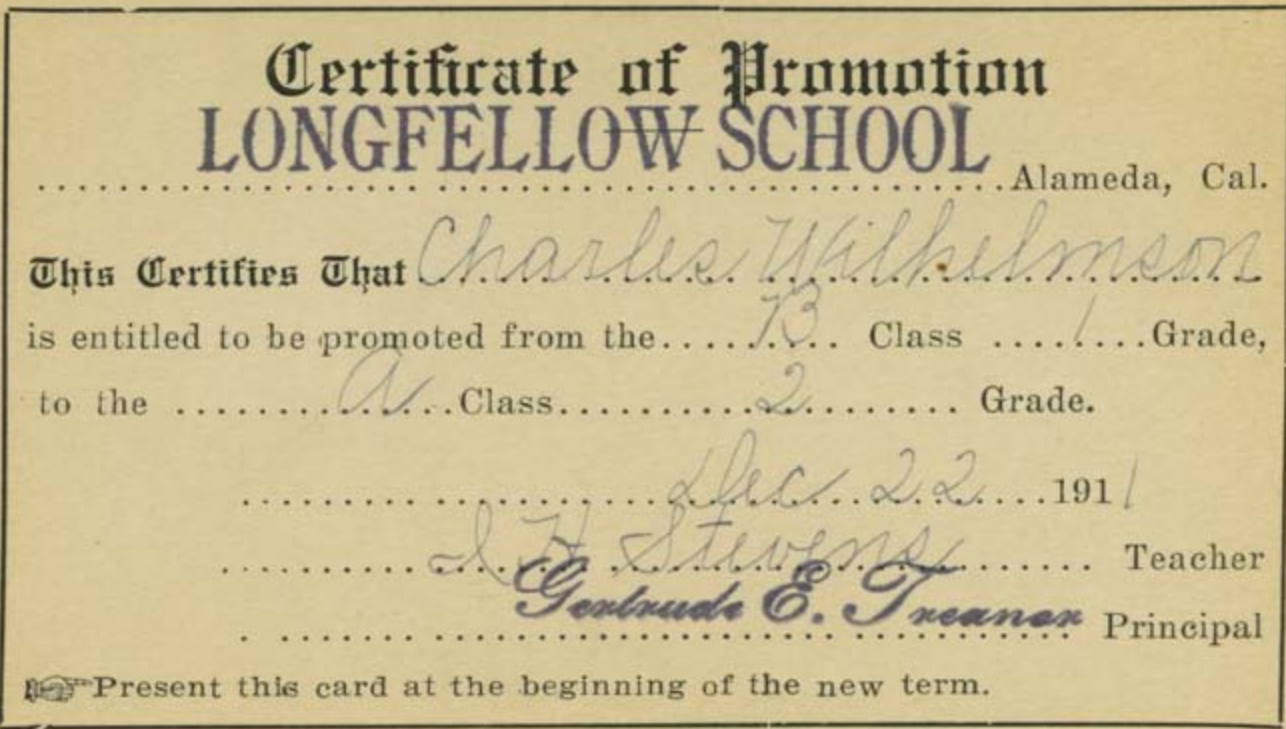 Certificate of Promotion
LONGFELLOW SCHOOL
Alameda, Cal.
This Certifies That Charles Wilhelmson
is entitled to be promoted from the B Class 1 Grade,
to the A Class 2 Grade.
Dec 22 1911
I H Stevens Teacher
Gertrude E. Treanor Principal
Present this card at the beginning of the new term.